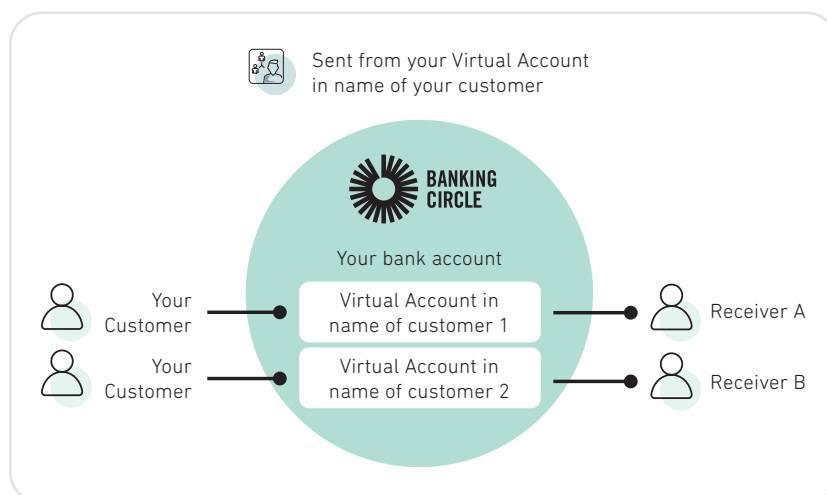 Sent from your Virtual Account
in name of your customer
BANKING
CIRCLE
Your bank account
Your
Customer
Virtual Account in
name of customer 1
Receiver A
Your
Customer
Virtual Account in
name of customer 2
Receiver B